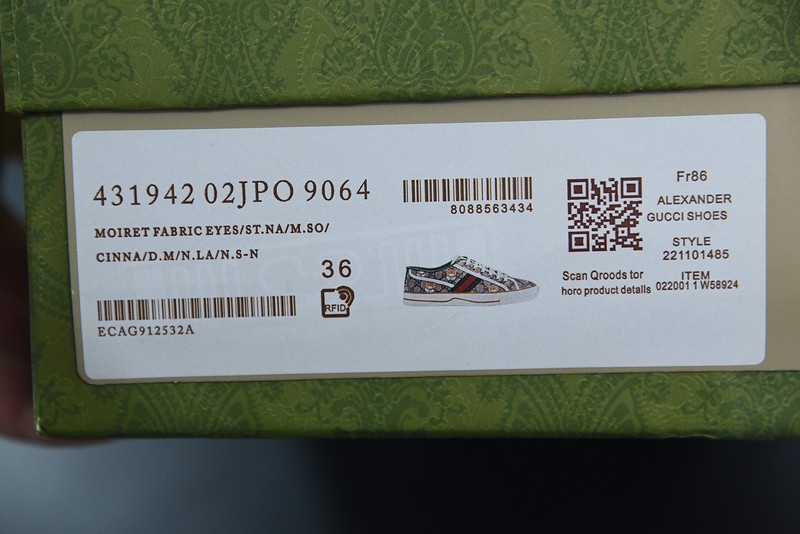 431942 02JPO 9064
MOIRET FABRIC EYES/ST.NA/M.SO/
CINNA/D.M/N.LA/N.S-N
36
RFID
ECAG912532A
8088563434
Scan Qroods tor
horo product details
Fr86
ALEXANDER
GUCCI SHOES
STYLE
221101485
ITEM
022001 1 W58924